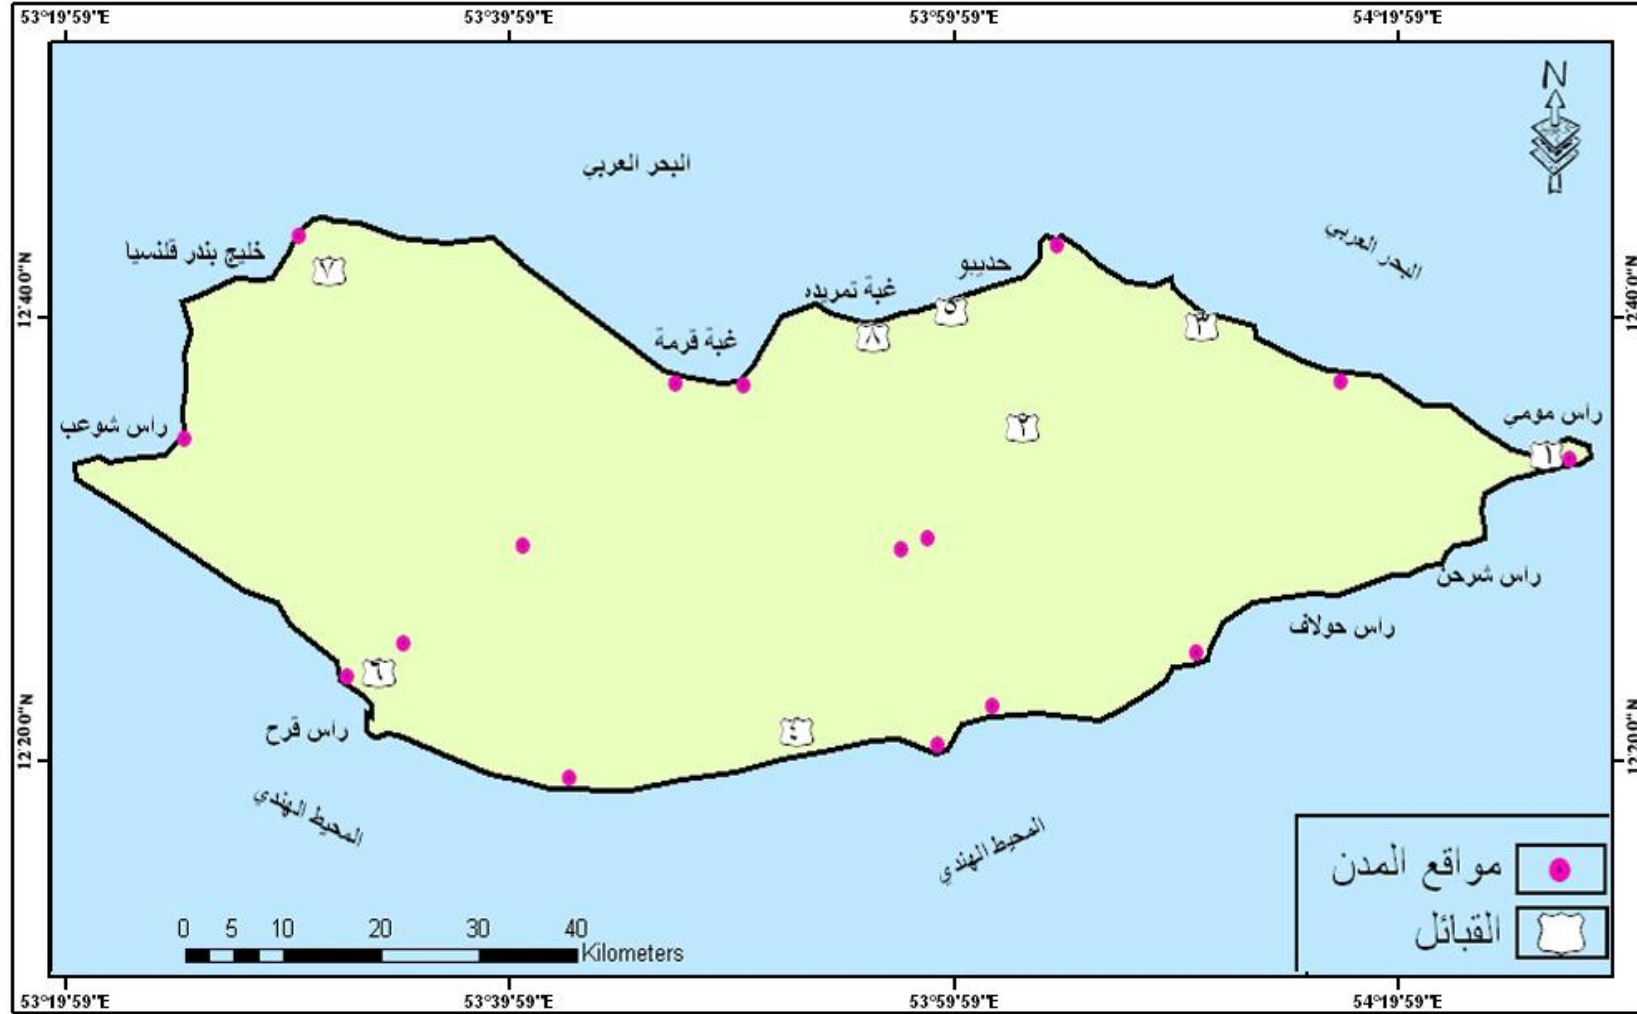 53°19'59"E 53°39'59"E 53°59'59"E 54°19'59"E
N
البحر العربي
البحر العربي
خليج بندر قلنسيا
حديبو
غبة تمريده
غبة قرمة
12°40'0"N
12°40'0"N
٧
٥
٣
٨
راس مومي
راس شوعب
٢
١
راس شرحن
راس حولاف
٦
راس قرح
٤
12°20'0"N
12°20'0"N
المحيط الهندي
المحيط الهندي
مواقع المدن
القبائل
0 5 10 20 30 40
Kilometers
53°19'59"E 53°39'59"E 53°59'59"E 54°19'59"E